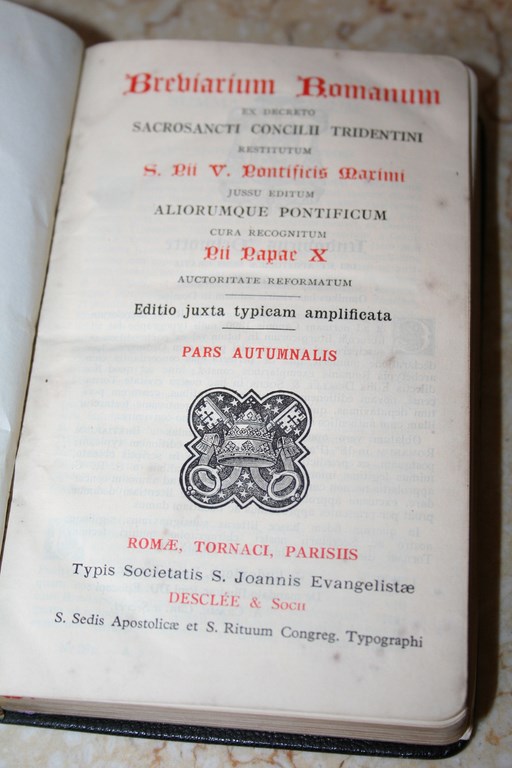 Breviarium Romanum
EX DECRETO
SACROSANCTI CONCILII TRIDENTINI
RESTITUTUM
S. Pii V. Pontificis Maximi
JUSSU EDITUM
ALIORUMQUE PONTIFICUM
CURA RECOGNITUM
Pii Papae X
AUCTORITATE REFORMATUM
Editio juxta typicam amplificata
PARS AUTUMNALIS
ROMÆ, TORNACI, PARISIIS
Typis Societatis S. Joannis Evangelistæ
DESCLÉE & Socii
S. Sedis Apostolicæ et S. Rituum Congreg. Typographi